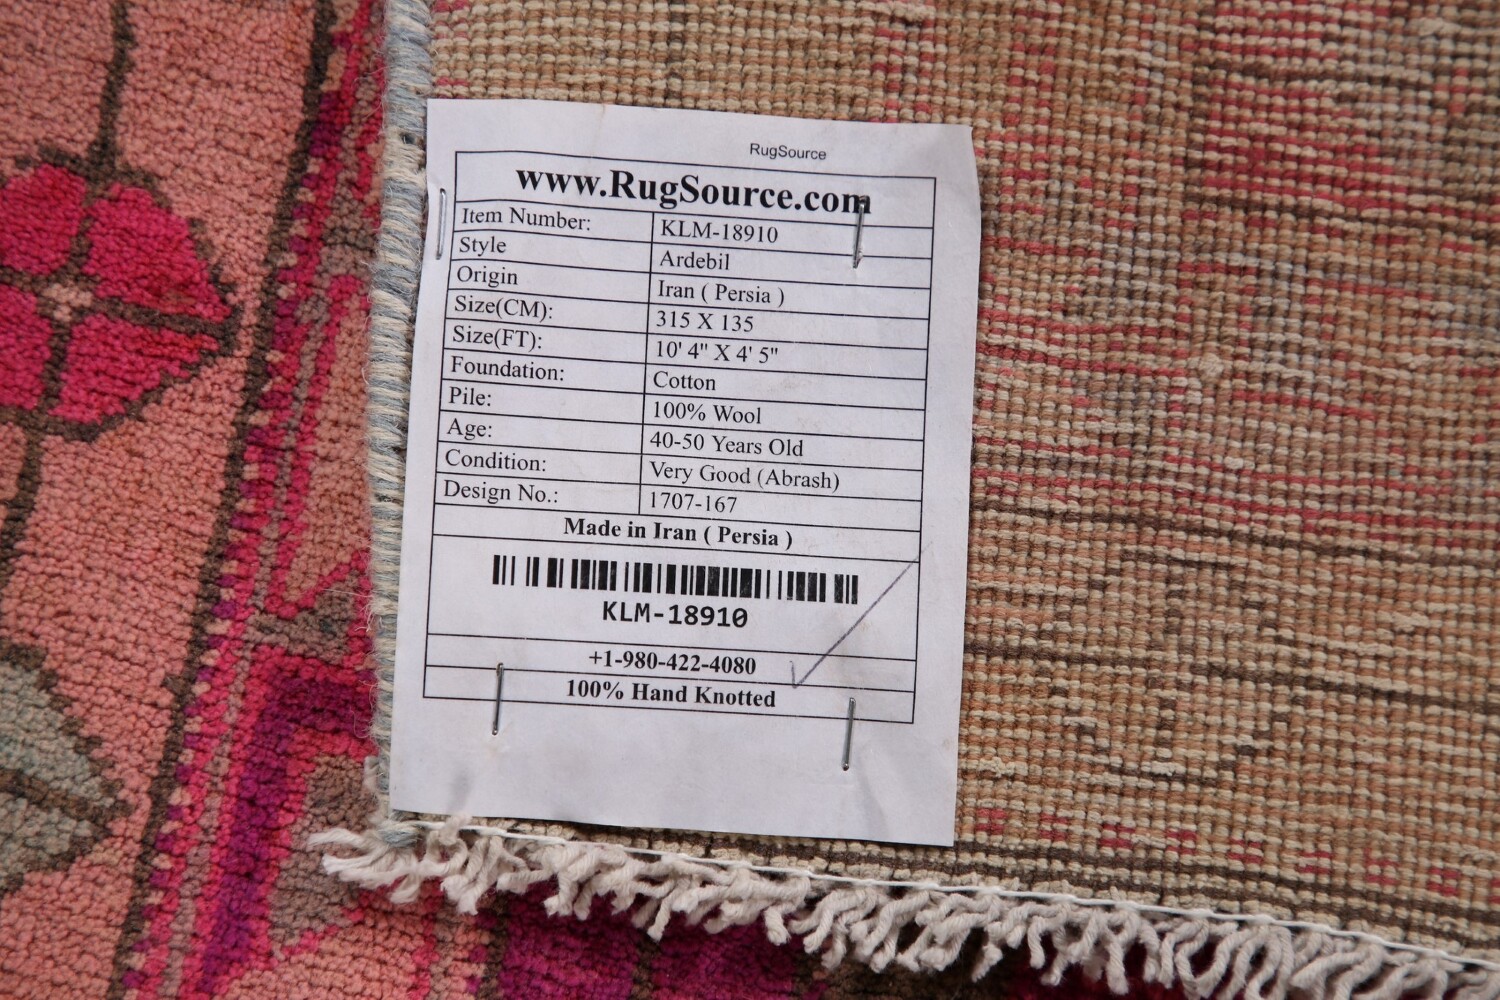 RugSource
www.RugSource.com
Item Number: KLM-18910
Style Ardebil
Origin Iran ( Persia )
Size(CM): 315 X 135
Size(FT): 10' 4" X 4' 5"
Foundation: Cotton
Pile: 100% Wool
Age: 40-50 Years Old
Condition: Very Good (Abrash)
Design No.: 1707-167
Made in Iran ( Persia )
KLM-18910
+1-980-422-4080
100% Hand Knotted